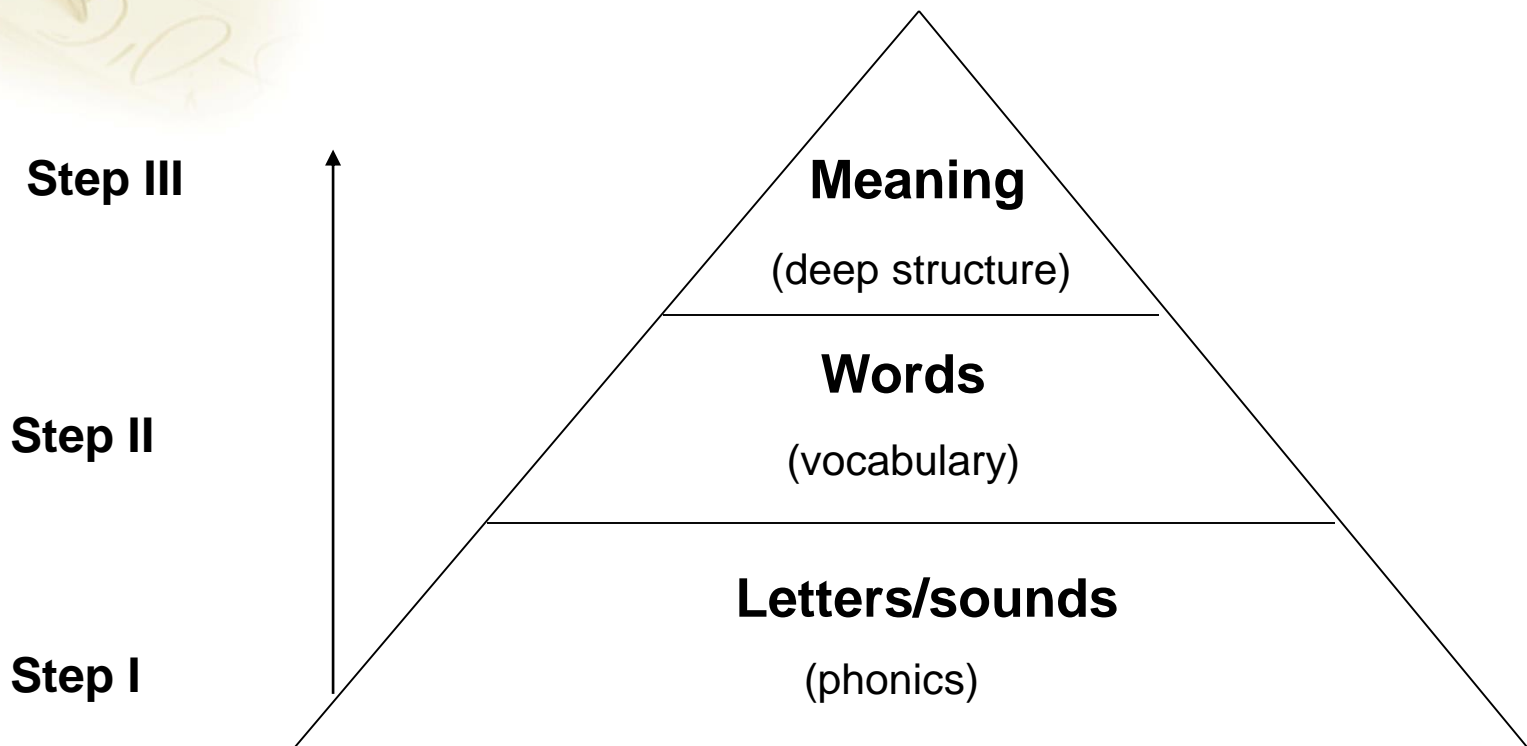 Step III
Meaning
(deep structure)
Words
Step II
(vocabulary)
Letters/sounds
Step I
(phonics)